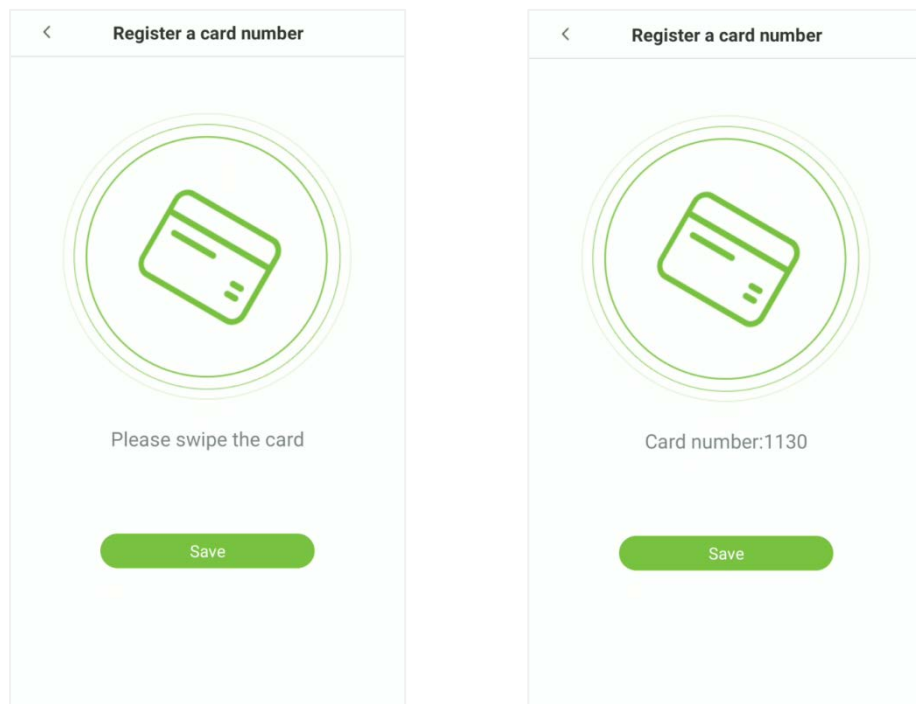 Register a card number
Please swipe the card
Save
Register a card number
Card number:1130
Save